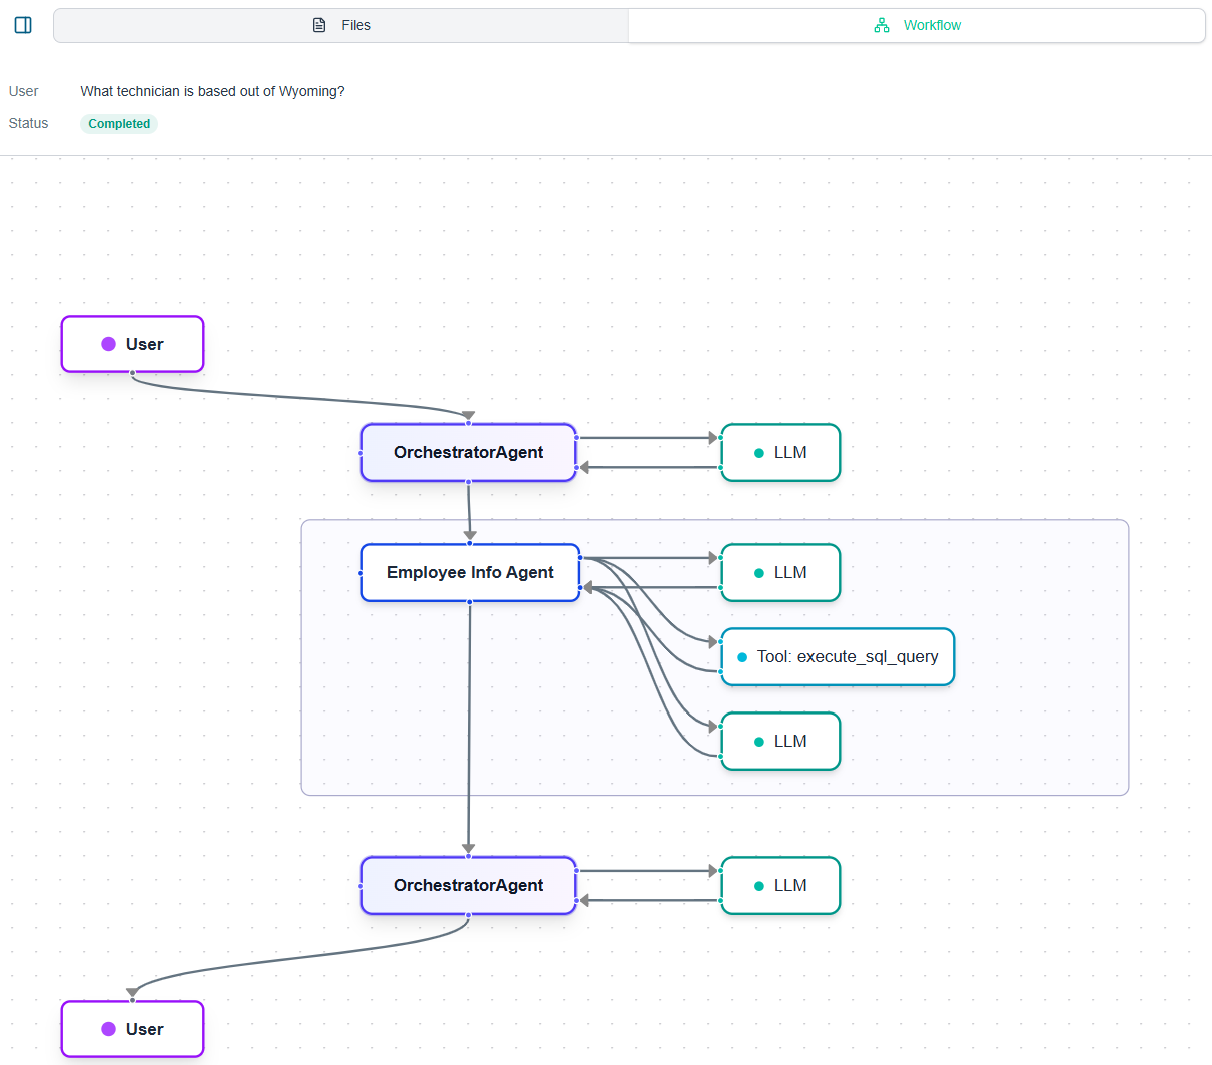 Files
Workflow
User What technician is based out of Wyoming?
Status Completed
User
OrchestratorAgent
LLM
Employee Info Agent
LLM
Tool: execute_sql_query
LLM
OrchestratorAgent
LLM
User